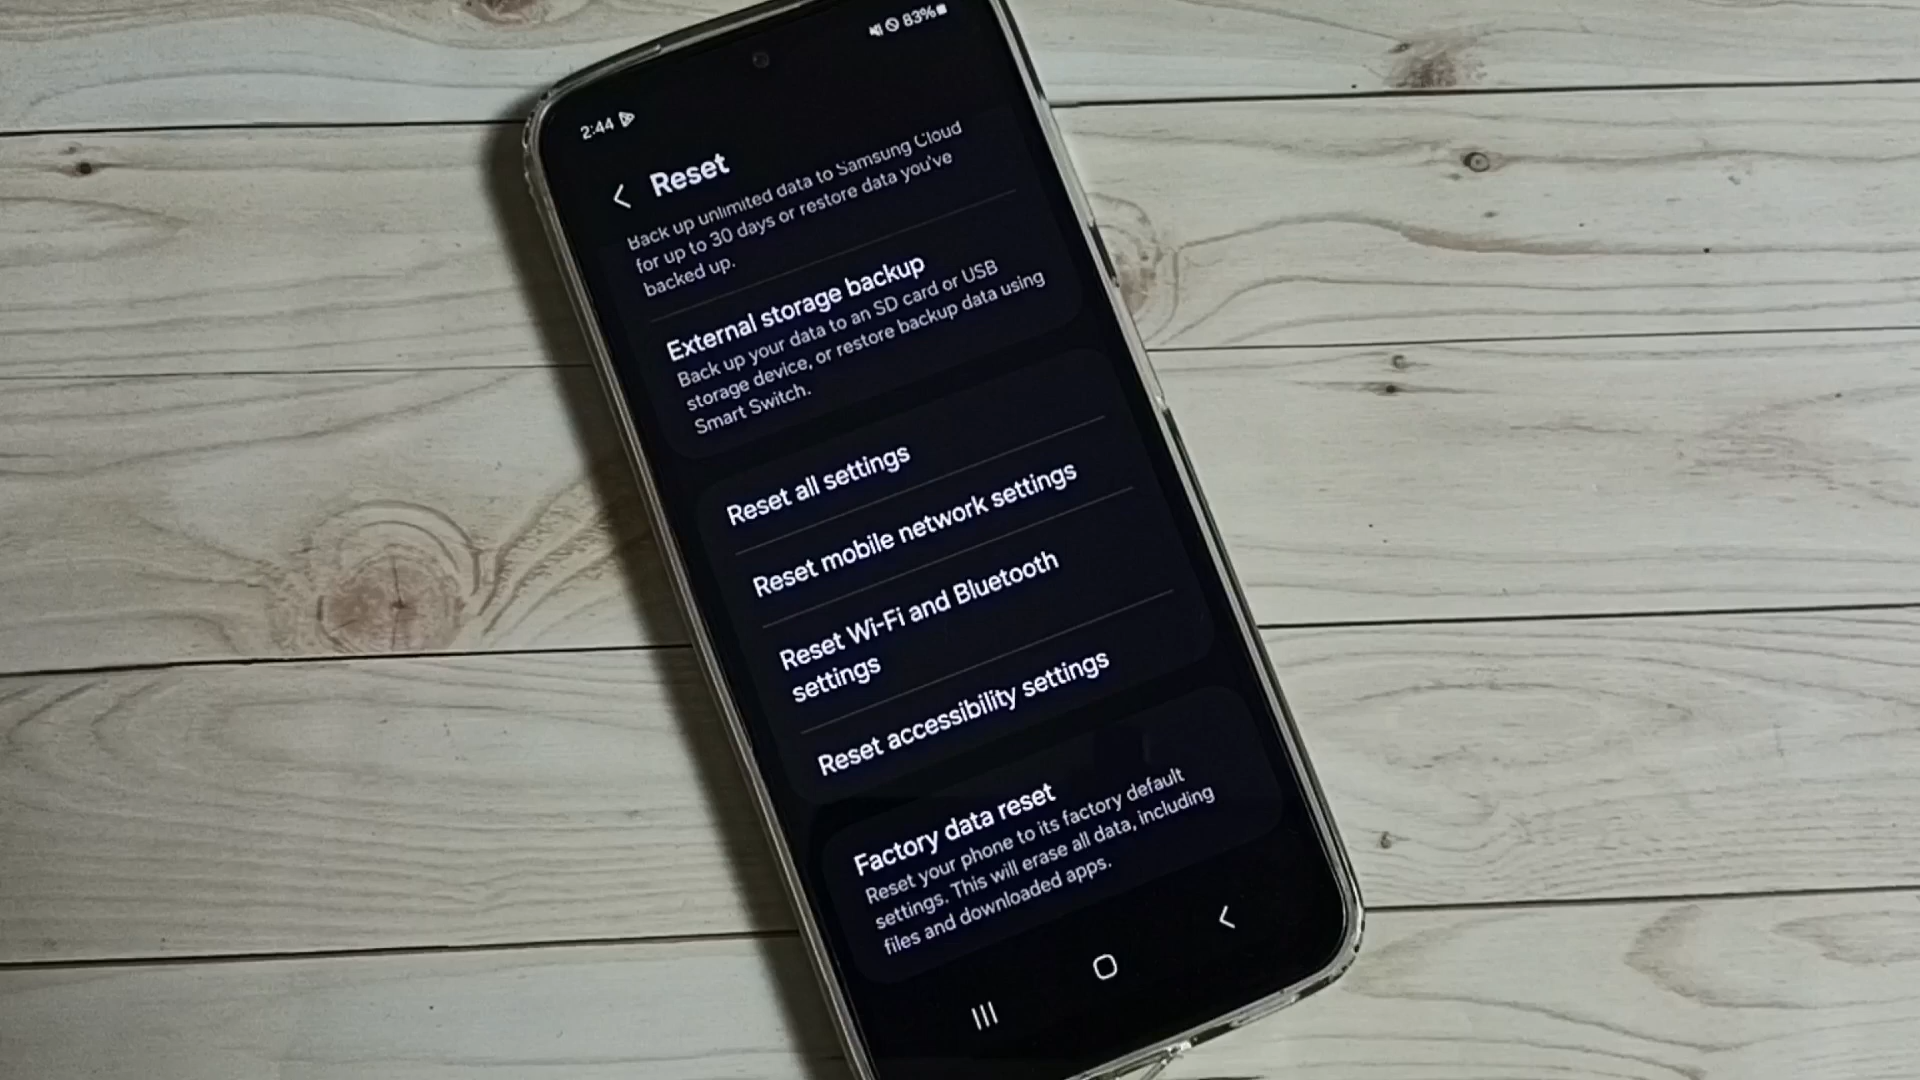 83%
2:44
Reset
Back up unlimited data to Samsung Cloud
for up to 30 days or restore data you've
backed up.
External storage backup
Back up your data to an SD card or USB
storage device, or restore backup data using
Smart Switch.
Reset all settings
Reset mobile network settings
Reset Wi-Fi and Bluetooth
settings
Reset accessibility settings
Factory data reset
Reset your phone to its factory default
settings. This will erase all data, including
files and downloaded apps.